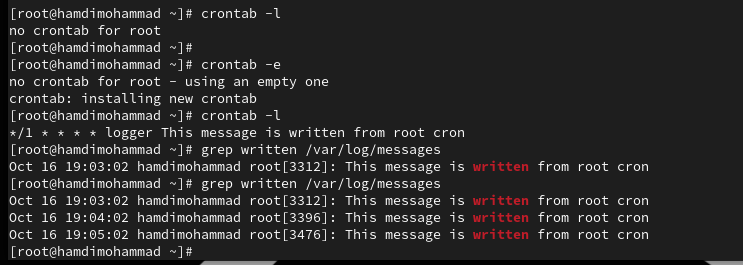 [root@hamdimohammad ~]# crontab -l
no crontab for root
[root@hamdimohammad ~]#
[root@hamdimohammad ~]# crontab -e
no crontab for root - using an empty one
crontab: installing new crontab
[root@hamdimohammad ~]# crontab -l
*/1 * * * * logger This message is written from root cron
[root@hamdimohammad ~]# grep written /var/log/messages
Oct 16 19:03:02 hamdimohammad root[3312]: This message is written from root cron
[root@hamdimohammad ~]# grep written /var/log/messages
Oct 16 19:03:02 hamdimohammad root[3312]: This message is written from root cron
Oct 16 19:04:02 hamdimohammad root[3396]: This message is written from root cron
Oct 16 19:05:02 hamdimohammad root[3476]: This message is written from root cron
[root@hamdimohammad ~]#